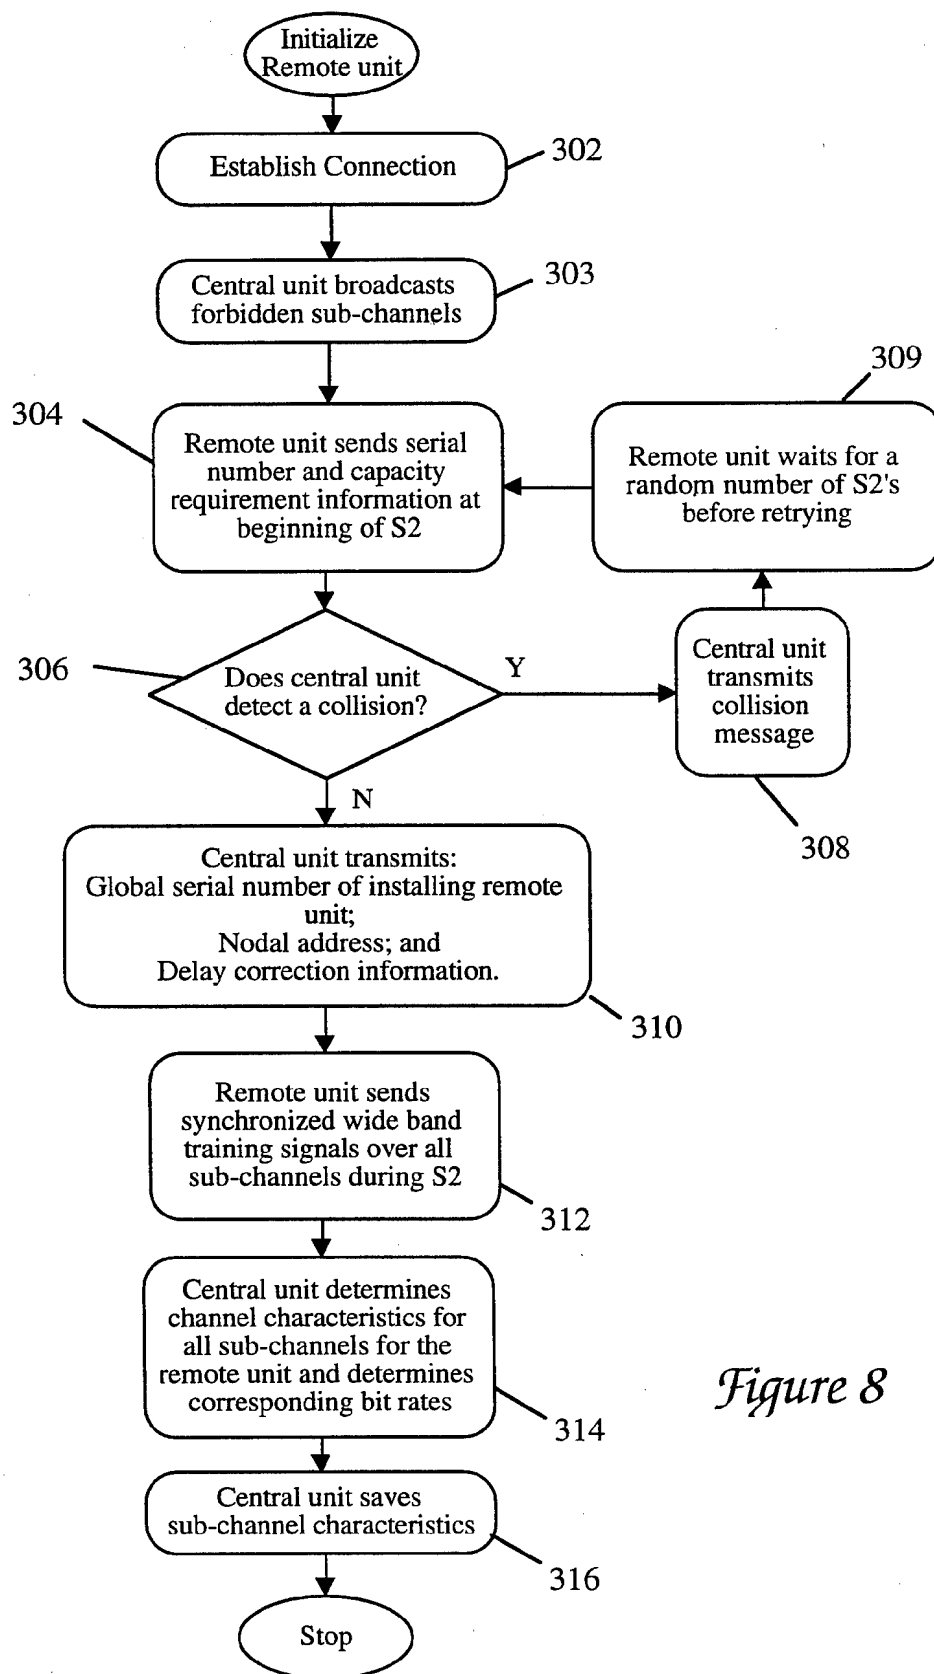 Initialize
Remote unit
Establish Connection
302
Central unit broadcasts
forbidden sub-channels
303
304
Remote unit sends serial
number and capacity
requirement information at
beginning of S2
309
Remote unit waits for a
random number of S2's
before retrying
306
Does central unit
detect a collision?
Y
N
Central unit
transmits
collision
message
308
Central unit transmits:
Global serial number of installing remote
unit;
Nodal address; and
Delay correction information.
310
Remote unit sends
synchronized wide band
training signals over all
sub-channels during S2
312
Central unit determines
channel characteristics for
all sub-channels for the
remote unit and determines
corresponding bit rates
314
Figure 8
Central unit saves
sub-channel characteristics
316
Stop